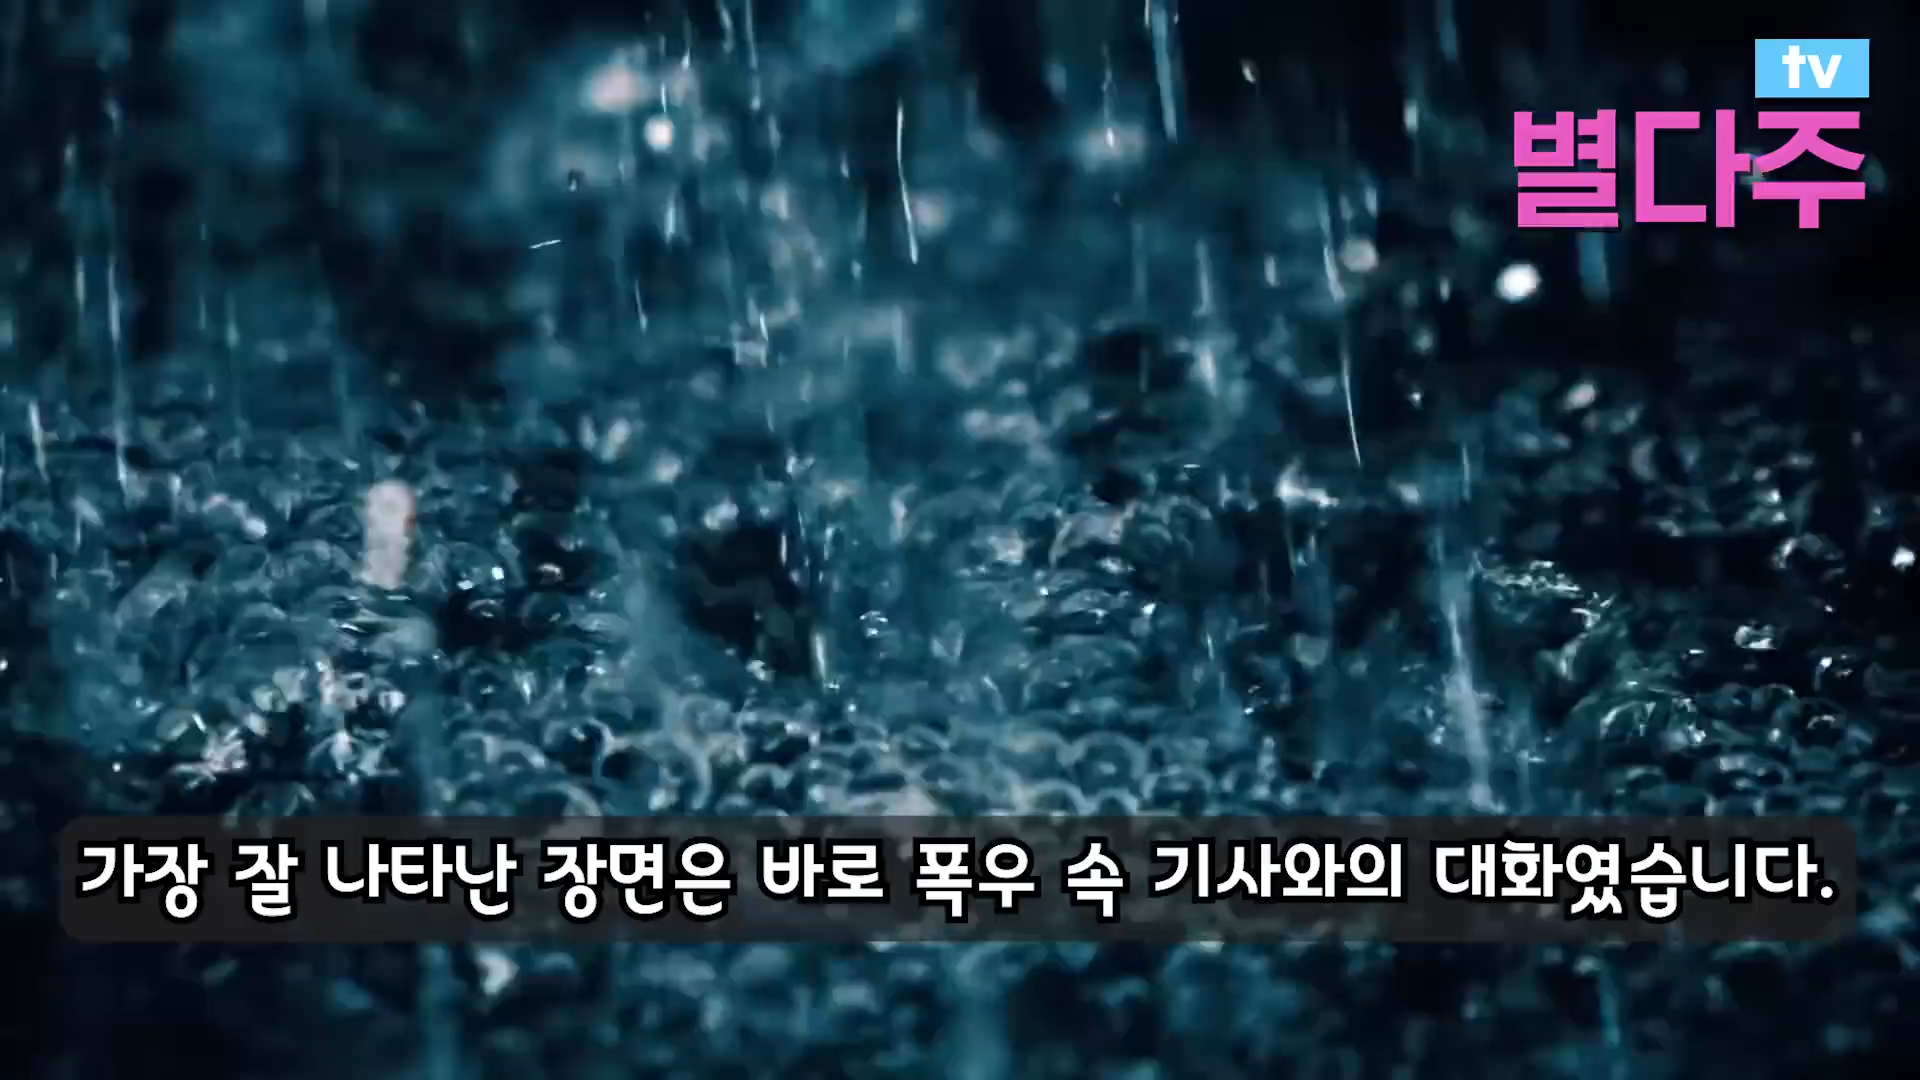 tv
별다주
가장 잘 나타난 장면은 바로 폭우 속 기사와의 대화였습니다.